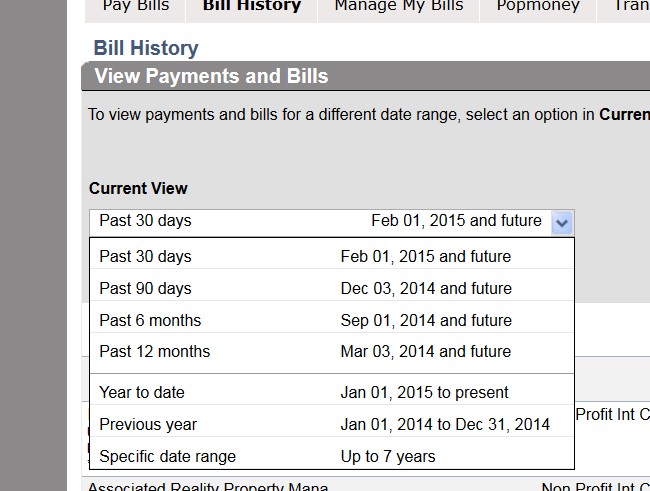 Pay Bills Bill History Manage My Bills Popmoney Tran
Bill History
View Payments and Bills
To view payments and bills for a different date range, select an option in Curren
Current View
Past 30 days Feb 01, 2015 and future
Past 30 days Feb 01, 2015 and future
Past 90 days Dec 03, 2014 and future
Past 6 months Sep 01, 2014 and future
Past 12 months Mar 03, 2014 and future
Year to date Jan 01, 2015 to present
Previous year Jan 01, 2014 to Dec 31, 2014
Profit Int C
Specific date range Up to 7 years
Associated Reality Property Mana Non Profit Int C